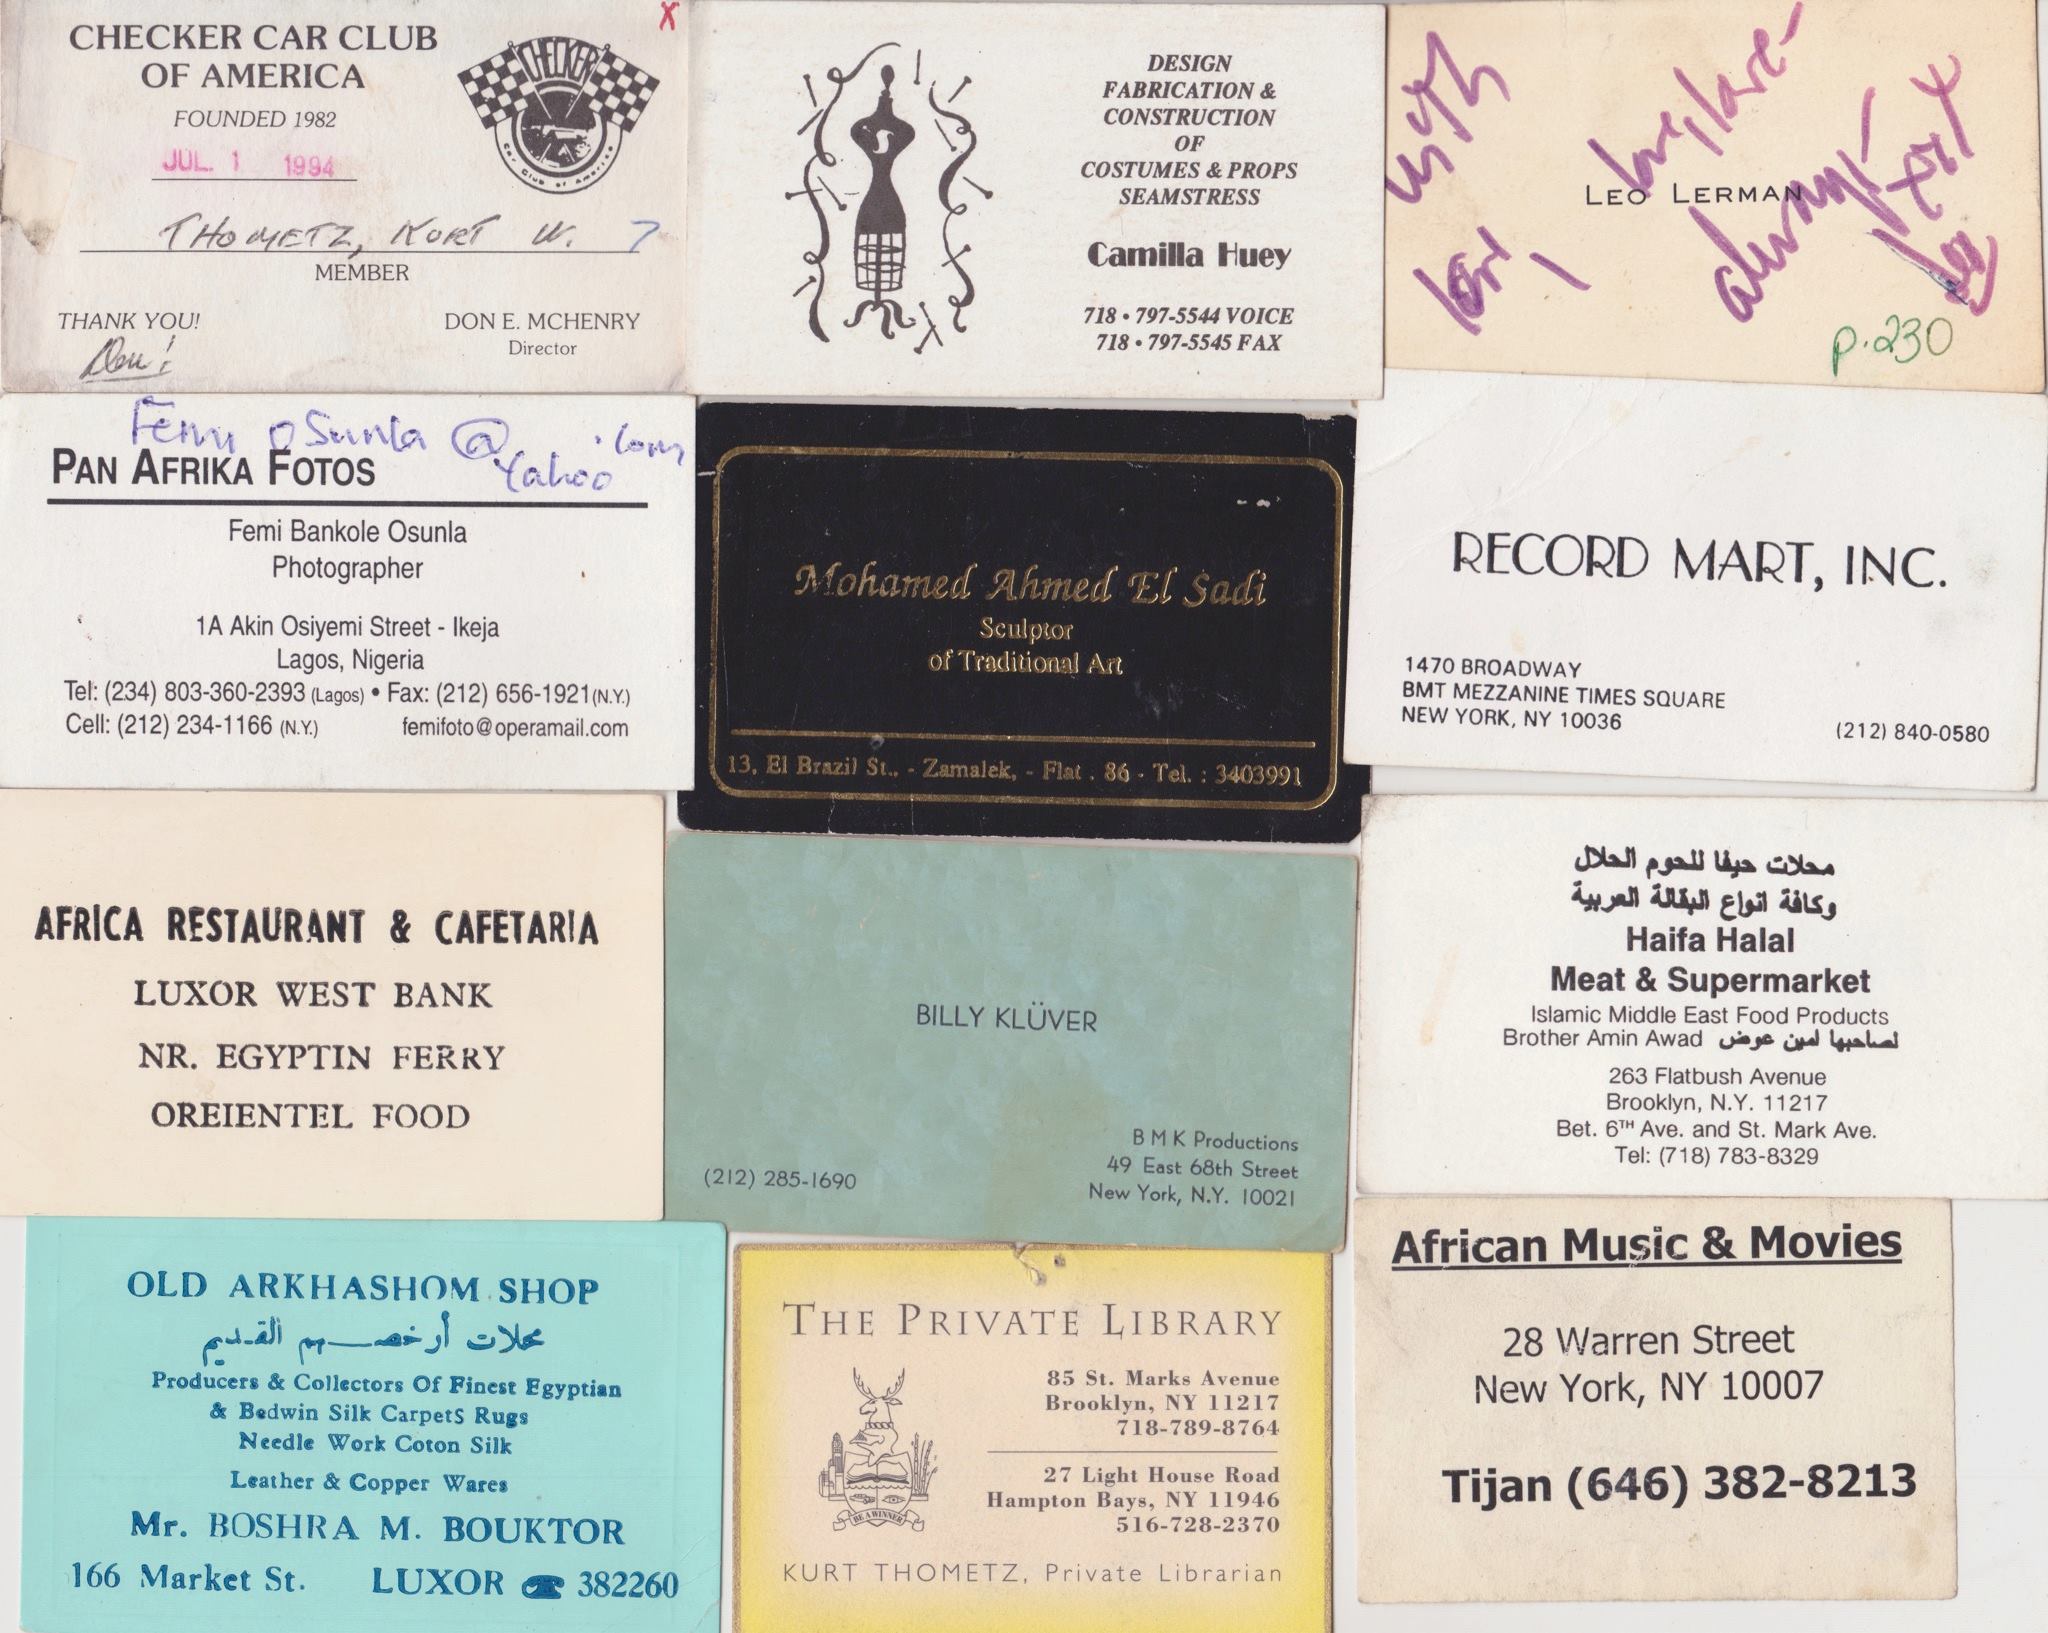 CHECKER CAR CLUB
OF AMERICA
FOUNDED 1982
JUL. 1 1994
THOMETZ, KURT W. 7
MEMBER
THANK YOU!
Don!
DON E. MCHENRY
Director
X
CHECKER
Car Club of America
DESIGN
FABRICATION &
CONSTRUCTION
OF
COSTUMES & PROPS
SEAMSTRESS
Camilla Huey
718 • 797-5544 VOICE
718 • 797-5545 FAX
LEO LERMAN
with
love, love-
always-
Leo
p.230
Femi osunla @ yahoo .com
PAN AFRIKA FOTOS
Femi Bankole Osunla
Photographer
1A Akin Osiyemi Street - Ikeja
Lagos, Nigeria
Tel: (234) 803-360-2393 (Lagos) • Fax: (212) 656-1921 (N.Y.)
Cell: (212) 234-1166 (N.Y.) femifoto@operamail.com
Mohamed Ahmed El Sadi
Sculptor
of Traditional Art
13, El Brazil St., - Zamalek, - Flat . 86 - Tel. : 3403991
RECORD MART, INC.
1470 BROADWAY
BMT MEZZANINE TIMES SQUARE
NEW YORK, NY 10036
(212) 840-0580
AFRICA RESTAURANT & CAFETARIA
LUXOR WEST BANK
NR. EGYPTIN FERRY
OREIENTEL FOOD
BILLY KLÜVER
(212) 285-1690
B M K Productions
49 East 68th Street
New York, N.Y. 10021
محلات حيفا للحوم الحلال
وكافة انواع البقالة العربية
Haifa Halal
Meat & Supermarket
Islamic Middle East Food Products
Brother Amin Awad لصاحبها امين عوض
263 Flatbush Avenue
Brooklyn, N.Y. 11217
Bet. 6TH Ave. and St. Mark Ave.
Tel: (718) 783-8329
OLD ARKHASHOM SHOP
محلات أرخصهم القديم
Producers & Collectors Of Finest Egyptian
& Bedwin Silk Carpets Rugs
Needle Work Coton Silk
Leather & Copper Wares
Mr. BOSHRA M. BOUKTOR
166 Market St. LUXOR ☎ 382260
THE PRIVATE LIBRARY
85 St. Marks Avenue
Brooklyn, NY 11217
718-789-8764
27 Light House Road
Hampton Bays, NY 11946
516-728-2370
BE A WINNER
KURT THOMETZ, Private Librarian
African Music & Movies
28 Warren Street
New York, NY 10007
Tijan (646) 382-8213